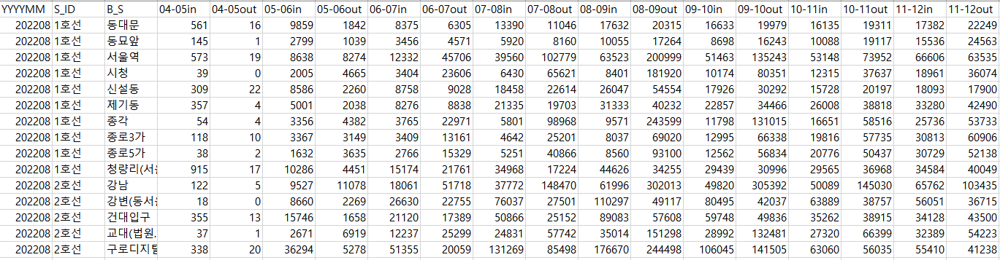 YYYYMM S_ID B_S 04-05in 04-05out 05-06in 05-06out 06-07in 06-07out 07-08in 07-08out 08-09in 08-09out 09-10in 09-10out 10-11in 10-11out 11-12in 11-12out
202208 1호선 동대문 561 16 9859 1842 8375 6305 13390 11046 17632 20315 16633 19979 16135 19311 17382 22249
202208 1호선 동묘앞 145 1 2799 1039 3456 4571 5920 8160 10055 17264 8698 16243 10088 19117 15536 24563
202208 1호선 서울역 573 19 8638 8274 12332 45706 39560 102779 63523 200999 51463 135243 53148 73952 66606 63535
202208 1호선 시청 39 0 2005 4665 3404 23606 6430 65621 8401 181920 10174 80351 12315 37637 18961 36074
202208 1호선 신설동 309 22 8586 2260 8758 9028 18458 22614 26047 54554 17926 30292 15728 20197 18093 17900
202208 1호선 제기동 357 4 5001 2038 8276 8838 21335 19703 31333 40232 22857 34466 26008 38818 33280 42490
202208 1호선 종각 54 4 3356 4382 3765 22971 5801 98968 9571 243599 11798 131015 16651 58516 25736 53733
202208 1호선 종로3가 118 10 3367 3149 3409 13161 4642 25201 8037 69020 12995 66338 19816 57735 30813 60906
202208 1호선 종로5가 38 2 1632 3635 2766 15329 5251 40866 8560 93100 12562 56834 20776 50437 30729 52138
202208 1호선 청량리(서울 915 17 10286 4451 15174 21761 34968 17224 44626 34255 29439 30996 29565 36968 34584 40049
202208 2호선 강남 122 5 9527 11078 18061 51718 37772 148470 61996 302013 49820 305392 50089 145030 65762 103435
202208 2호선 강변(동서울 18 0 8660 2269 26630 22755 76037 27501 110297 49117 80495 42037 63889 38757 56051 36715
202208 2호선 건대입구 355 13 15746 1658 21120 17389 50866 25152 89083 57608 59748 49836 35262 38915 34128 43500
202208 2호선 교대(법원. 37 1 2671 6919 12237 25299 24831 57742 35014 151298 28992 132481 27320 66399 32389 54223
202208 2호선 구로디지털 338 20 36294 5278 51355 20059 131269 85498 176670 244498 106045 141505 63060 56035 55410 41238